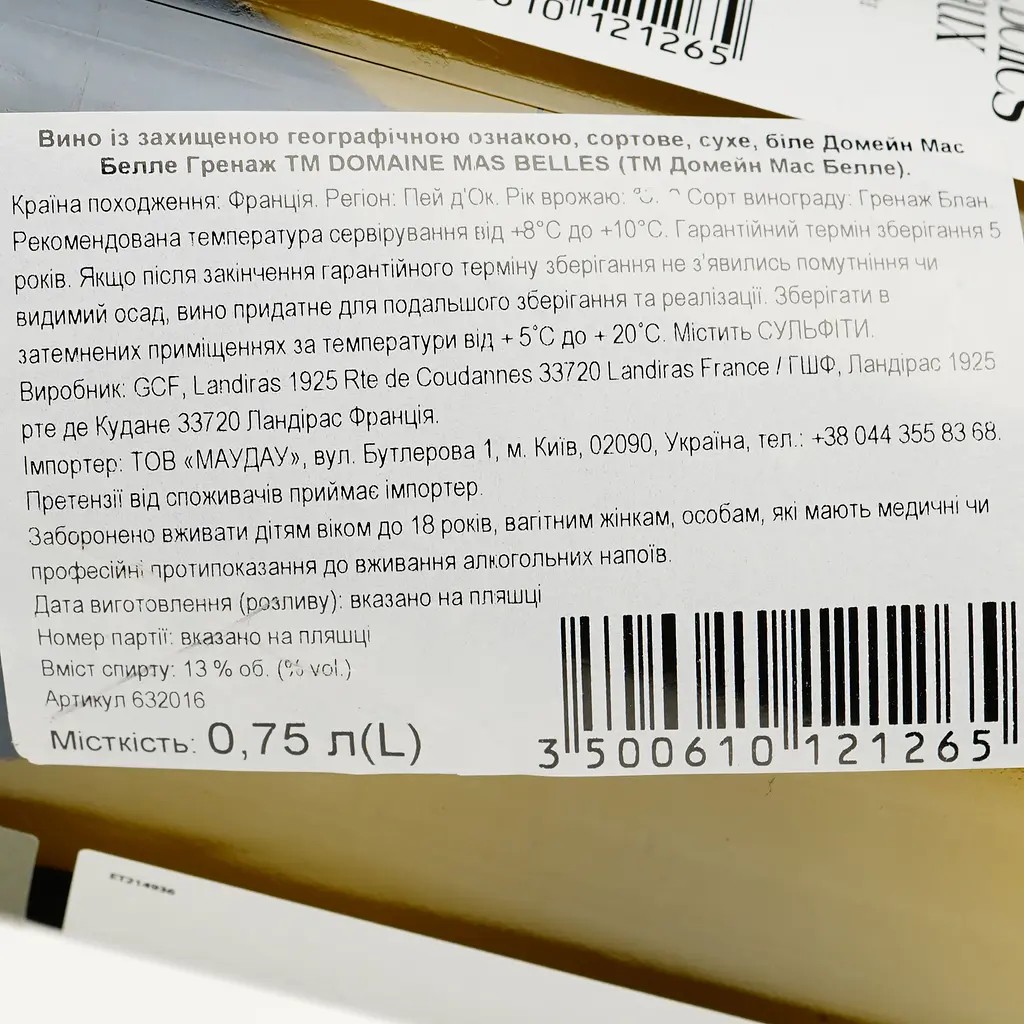 121265
Вино із захищеною географічною ознакою, сортове, сухе, біле Домейн Мас
Белле Гренаж ТМ DOMAINE MAS BELLES (ТМ Домейн Мас Белле).
Країна походження: Франція. Регіон: Пей д'Ок. Рік врожаю: Сорт винограду: Гренаж Блан.
Рекомендована температура сервірування від +8°С до +10°С. Гарантійний термін зберігання 5
років. Якщо після закінчення гарантійного терміну зберігання не з'явились помутніння чи
видимий осад, вино придатне для подальшого зберігання та реалізації. Зберігати в
затемнених приміщеннях за температури від + 5°С до + 20°С. Містить СУЛЬФІТИ.
Виробник: GCF, Landiras 1925 Rte de Coudannes 33720 Landiras France / ГШФ, Ландірас 1925
рте де Кудане 33720 Ландірас Франція.
Імпортер: ТОВ «МАУДАУ», вул. Бутлерова 1, м. Київ, 02090, Україна, тел.: +38 044 355 83 68.
Претензії від споживачів приймає імпортер.
Заборонено вживати дітям віком до 18 років, вагітним жінкам, особам, які мають медичні чи
професійні протипоказання до вживання алкогольних напоїв.
Дата виготовлення (розливу): вказано на пляшці
Номер партії: вказано на пляшці
Вміст спирту: 13 % об. (% vol.)
Артикул 632016
Місткість: 0,75 л(L)
3 500610 121265
ET214936